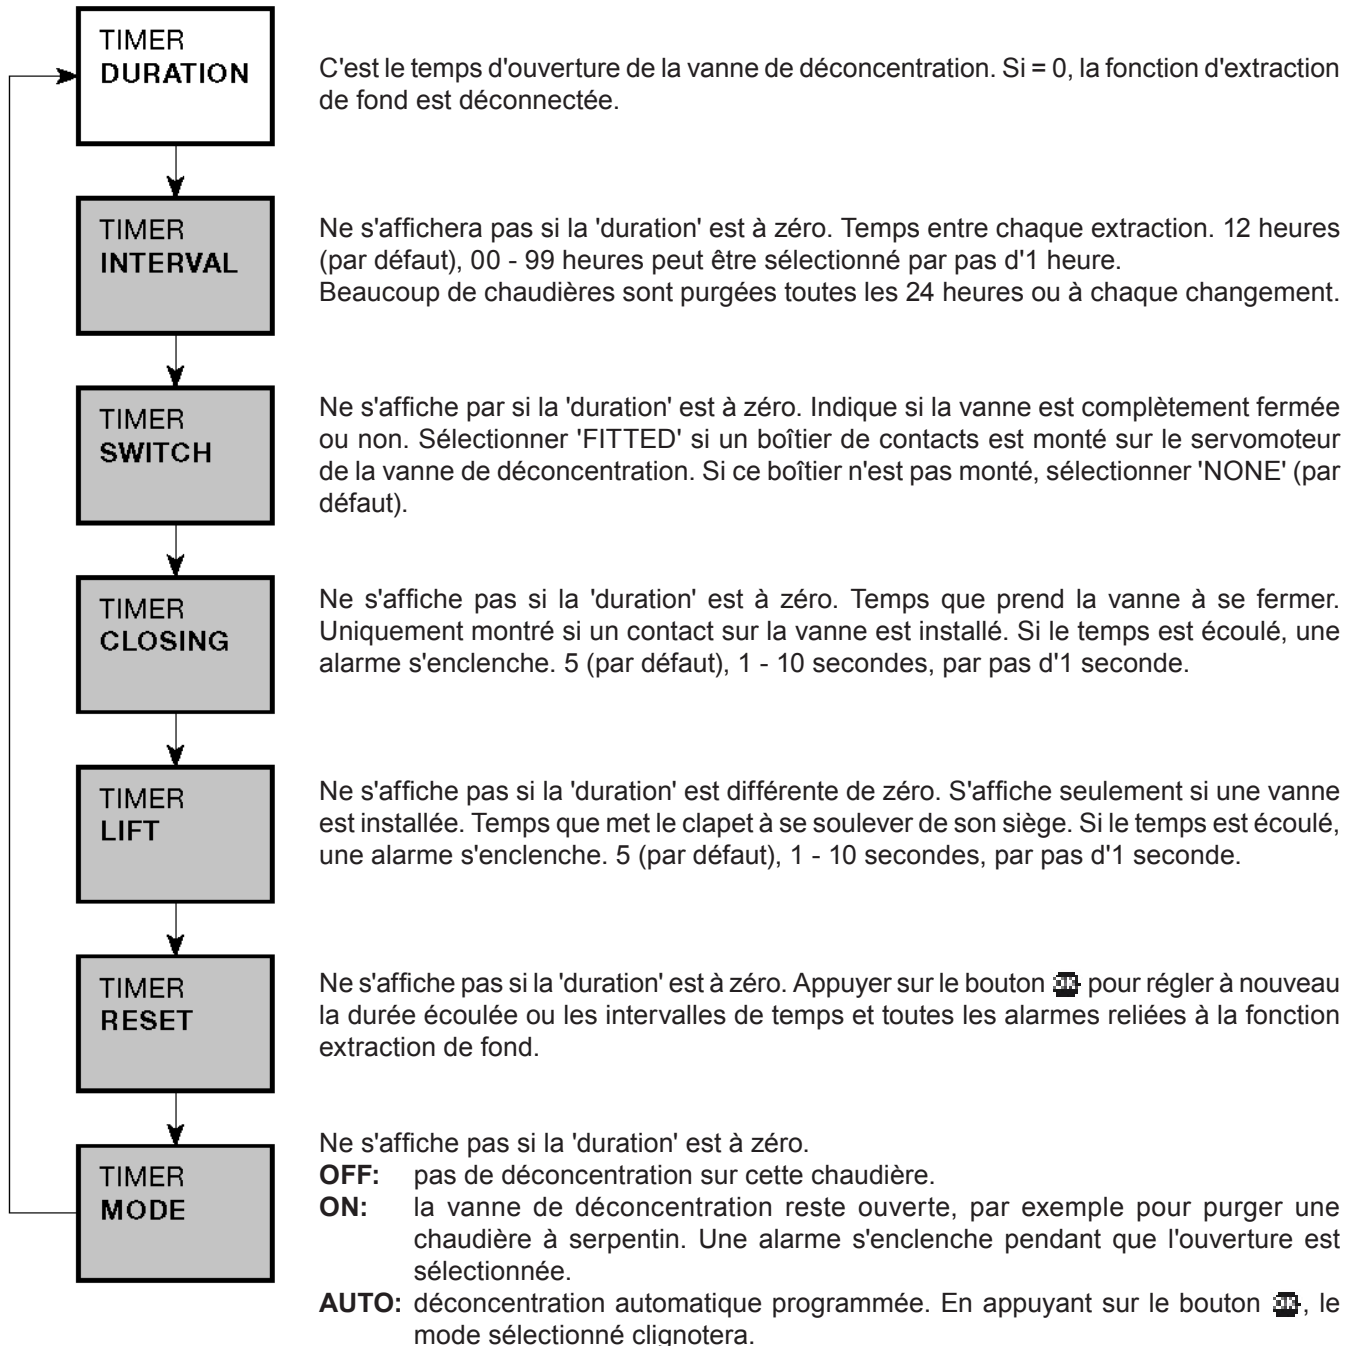 TIMER
DURATION
C'est le temps d'ouverture de la vanne de déconcentration. Si = 0, la fonction d'extraction
de fond est déconnectée.
TIMER
INTERVAL
Ne s'affichera pas si la 'duration' est à zéro. Temps entre chaque extraction. 12 heures
(par défaut), 00 - 99 heures peut être sélectionné par pas d'1 heure.
Beaucoup de chaudières sont purgées toutes les 24 heures ou à chaque changement.
TIMER
SWITCH
Ne s'affiche par si la 'duration' est à zéro. Indique si la vanne est complètement fermée
ou non. Sélectionner 'FITTED' si un boîtier de contacts est monté sur le servomoteur
de la vanne de déconcentration. Si ce boîtier n'est pas monté, sélectionner 'NONE' (par
défaut).
TIMER
CLOSING
Ne s'affiche pas si la 'duration' est à zéro. Temps que prend la vanne à se fermer.
Uniquement montré si un contact sur la vanne est installé. Si le temps est écoulé, une
alarme s'enclenche. 5 (par défaut), 1 - 10 secondes, par pas d'1 seconde.
TIMER
LIFT
Ne s'affiche pas si la 'duration' est différente de zéro. S'affiche seulement si une vanne
est installée. Temps que met le clapet à se soulever de son siège. Si le temps est écoulé,
une alarme s'enclenche. 5 (par défaut), 1 - 10 secondes, par pas d'1 seconde.
TIMER
RESET
Ne s'affiche pas si la 'duration' est à zéro. Appuyer sur le bouton pour régler à nouveau
la durée écoulée ou les intervalles de temps et toutes les alarmes reliées à la fonction
extraction de fond.
TIMER
MODE
Ne s'affiche pas si la 'duration' est à zéro.
OFF: pas de déconcentration sur cette chaudière.
ON: la vanne de déconcentration reste ouverte, par exemple pour purger une
chaudière à serpentin. Une alarme s'enclenche pendant que l'ouverture est
sélectionnée.
AUTO: déconcentration automatique programmée. En appuyant sur le bouton , le
mode sélectionné clignotera.